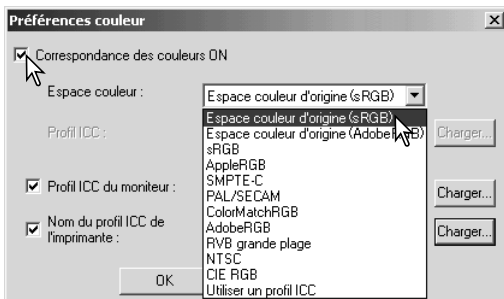 Préférences couleur
Correspondance des couleurs ON
Espace couleur :
Espace couleur d'origine (sRGB)
Espace couleur d'origine (sRGB)
Espace couleur d'origine (AdobeRGB)
sRGB
AppleRGB
SMPTE-C
PAL/SECAM
ColorMatchRGB
AdobeRGB
RVB grande plage
NTSC
CIE RGB
Utiliser un profil ICC
Profil ICC :
Charger...
Profil ICC du moniteur :
Charger...
Nom du profil ICC de
l'imprimante :
Charger...
OK